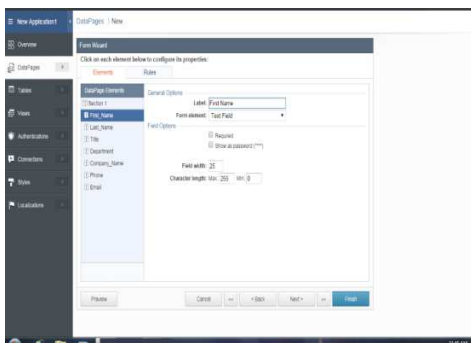 New Application1
DataPages | New
Overview
DataPages
Tables
Views
Authentications
Connections
Styles
Localizations
Form Wizard
Click on each element below to configure its properties:
Elements
Rules
DataPage Elements
Section 1
First_Name
Last_Name
Title
Department
Company_Name
Phone
Email
General Options
Label: First Name
Form element: Text Field
Field Options
Required
Show as password (****)
Field width: 25
Character length: Max: 255 Min: 0
Preview
Cancel
« Back
Next »
Finish